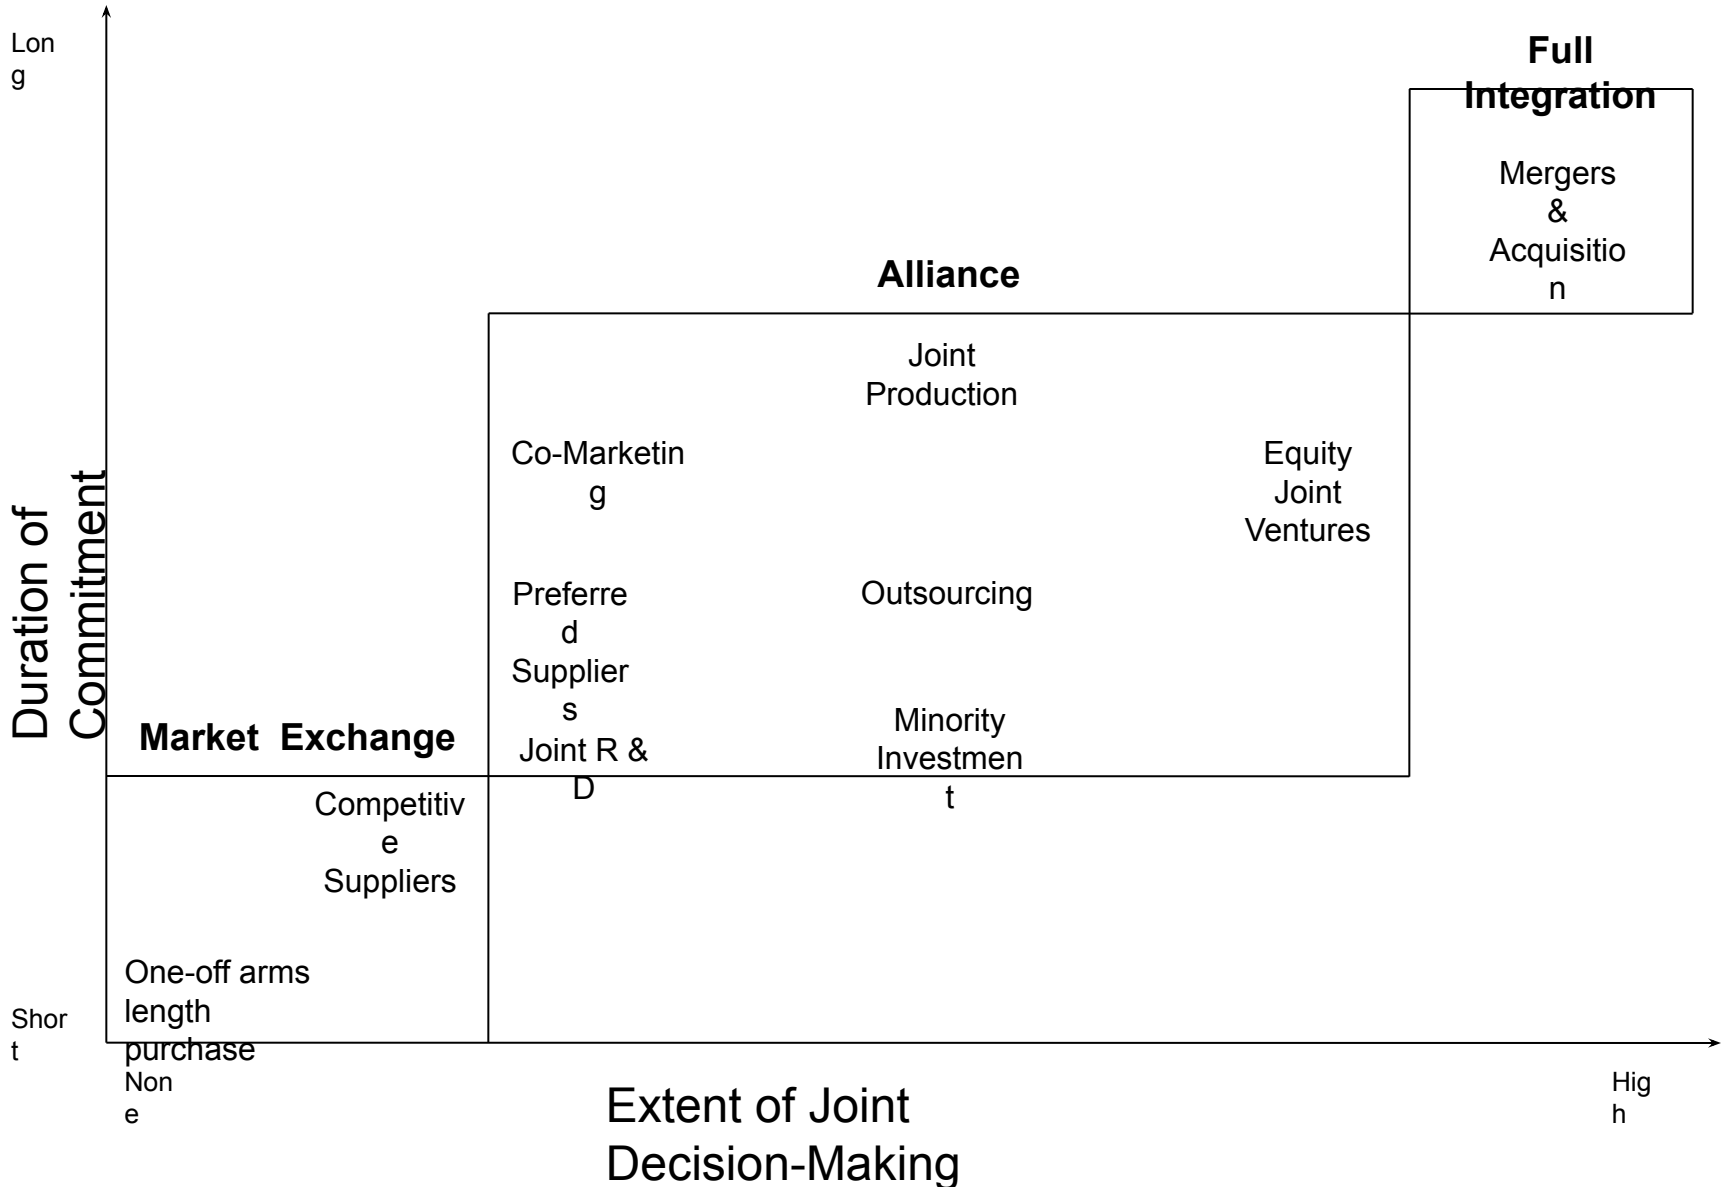 Lon
g
Full
Integration
Mergers
&
Acquisitio
n
Alliance
Joint
Production
Co-Marketin
g
Equity
Joint
Ventures
Duration of
Commitment
Preferre
d
Supplier
s
Outsourcing
Joint R &
D
Minority
Investmen
t
Market  Exchange
Competitiv
e
Suppliers
One-off arms
length
purchase
Shor
t
Non
e
Extent of Joint
Decision-Making
Hig
h